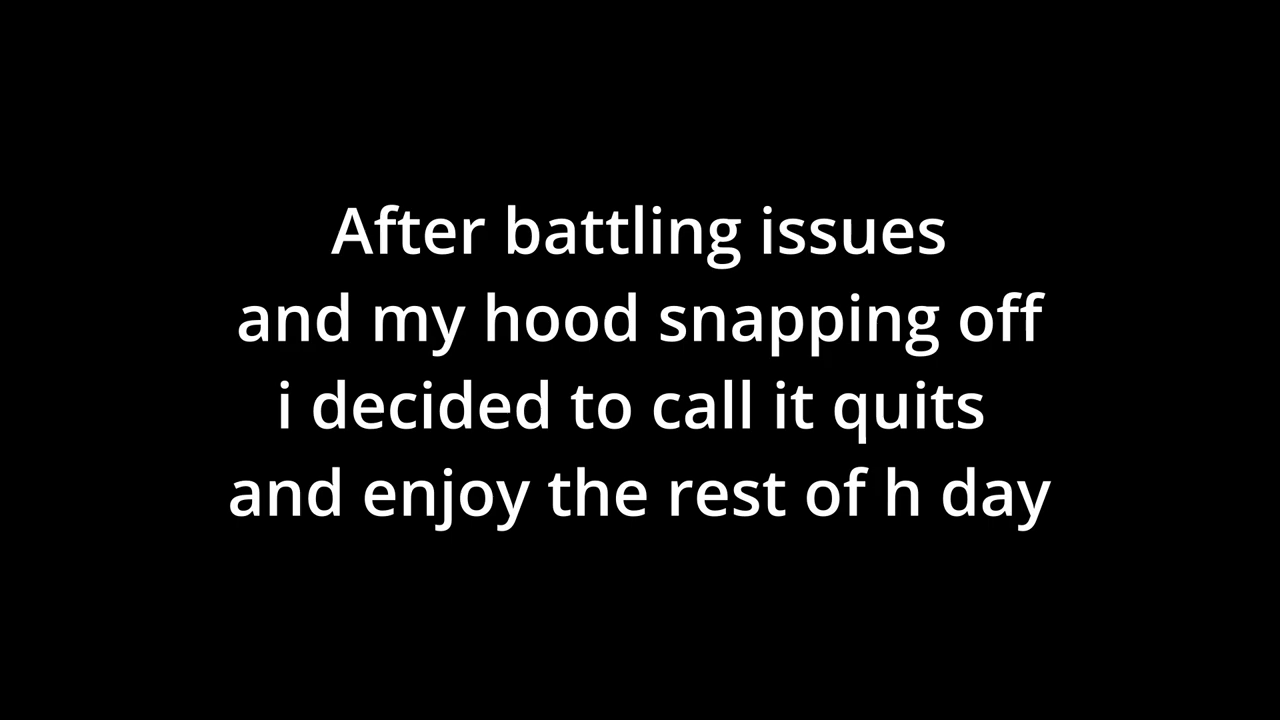 After battling issues
and my hood snapping off
i decided to call it quits
and enjoy the rest of h day